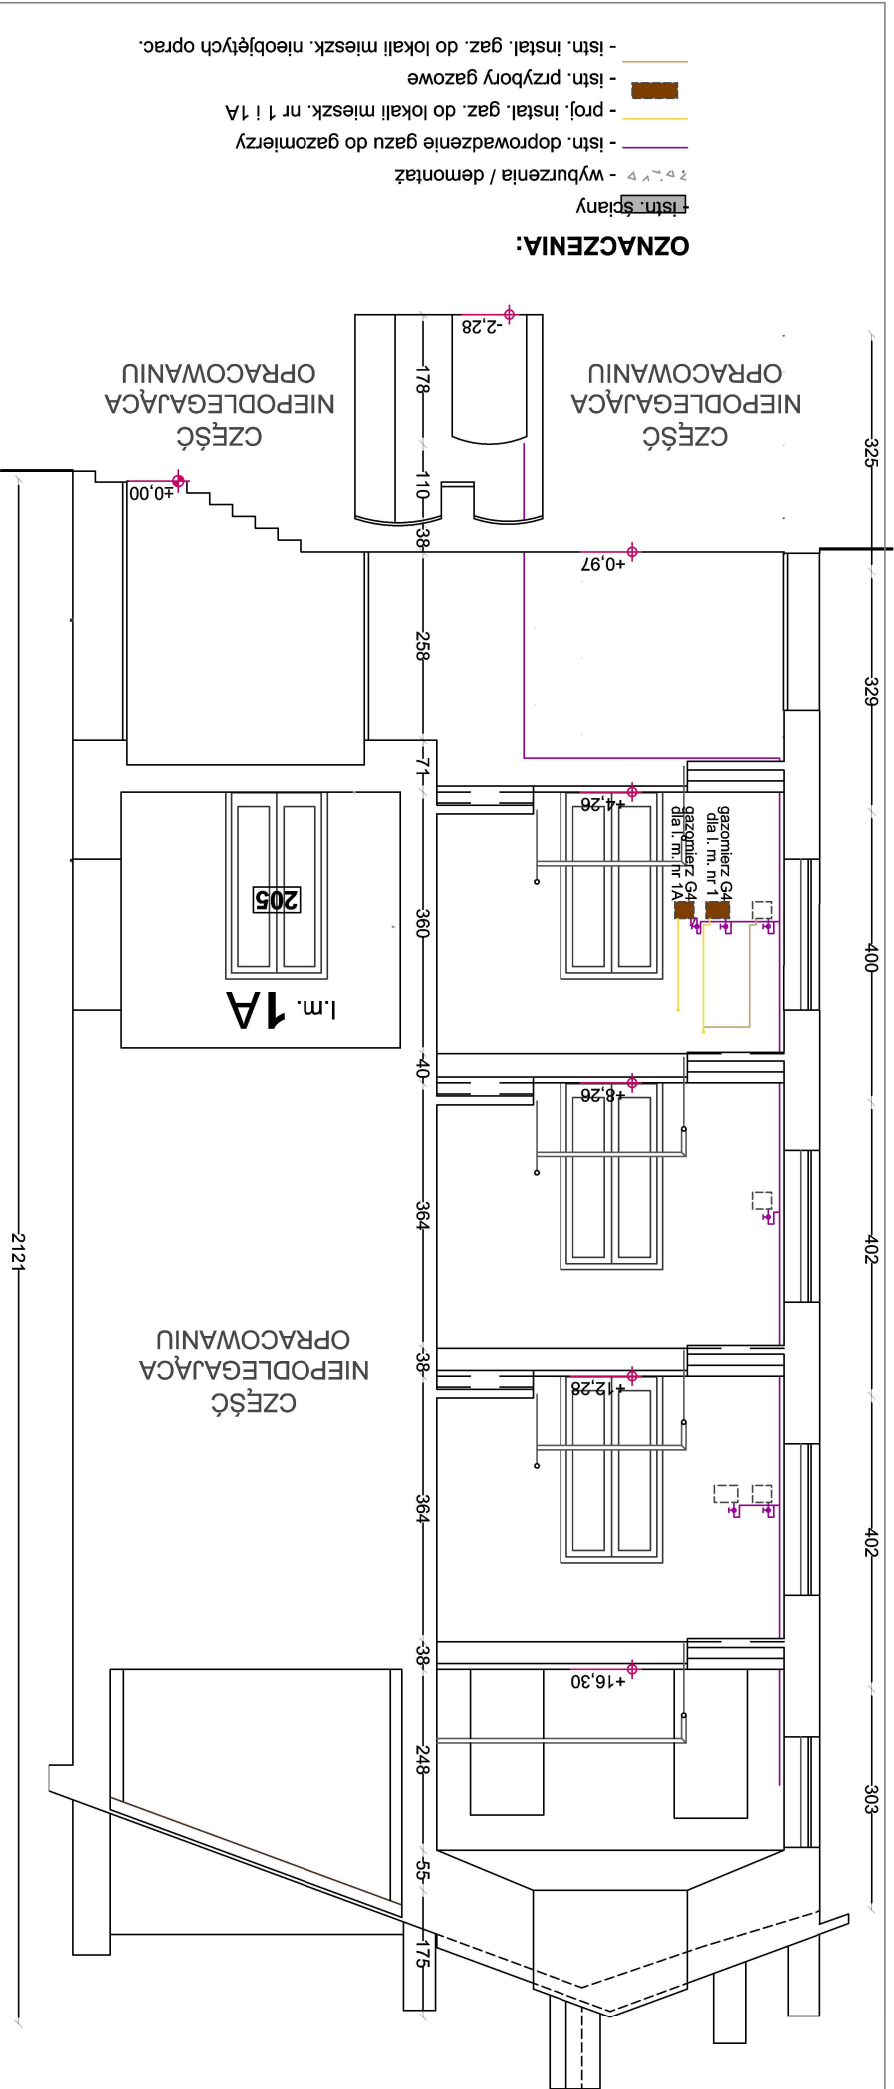 175
55
248
303
+16,30
38
364
402
+12,28
38
CZĘŚĆ
NIEPODLEGAJĄCA
OPRACOWANIU
364
402
2121
+8,26
40
l.m. 1A
360
400
205
gazomierz G4
dla l. m. nr 1
gazomierz G4
dla l. m. nr 1A
+4,26
71
329
258
+0,97
38
±0,00
110
325
CZĘŚĆ
NIEPODLEGAJĄCA
OPRACOWANIU
CZĘŚĆ
NIEPODLEGAJĄCA
OPRACOWANIU
178
-2,28
OZNACZENIA:
- istn. ściany
- wyburzenia / demontaż
- istn. doprowadzenie gazu do gazomierzy
- proj. instal. gaz. do lokali mieszk. nr 1 i 1A
- istn. przybory gazowe
- istn. instal. gaz. do lokali mieszk. nieobjętych oprac.